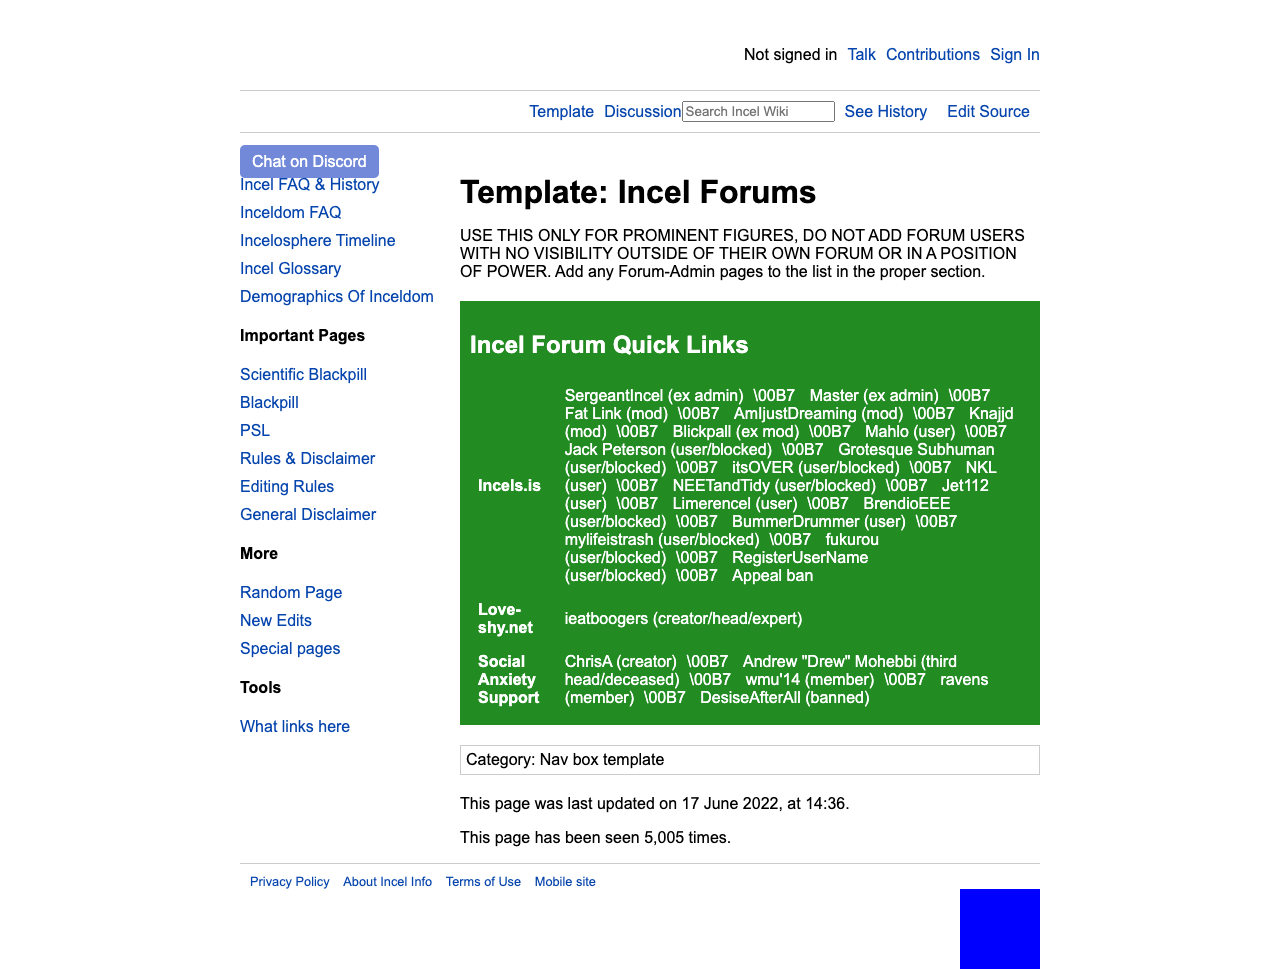 Not signed in Talk Contributions Sign In
Template Discussion Search Incel Wiki See History Edit Source
Chat on Discord
Incel FAQ & History
Inceldom FAQ
Incelosphere Timeline
Incel Glossary
Demographics Of Inceldom
Important Pages
Scientific Blackpill
Blackpill
PSL
Rules & Disclaimer
Editing Rules
General Disclaimer
More
Random Page
New Edits
Special pages
Tools
What links here
Template: Incel Forums
USE THIS ONLY FOR PROMINENT FIGURES, DO NOT ADD FORUM USERS
WITH NO VISIBILITY OUTSIDE OF THEIR OWN FORUM OR IN A POSITION
OF POWER. Add any Forum-Admin pages to the list in the proper section.
Incel Forum Quick Links
Incels.is
SergeantIncel (ex admin) \00B7 Master (ex admin) \00B7
Fat Link (mod) \00B7 AmIjustDreaming (mod) \00B7 Knajjd
(mod) \00B7 Blickpall (ex mod) \00B7 Mahlo (user) \00B7
Jack Peterson (user/blocked) \00B7 Grotesque Subhuman
(user/blocked) \00B7 itsOVER (user/blocked) \00B7 NKL
(user) \00B7 NEETandTidy (user/blocked) \00B7 Jet112
(user) \00B7 Limerencel (user) \00B7 BrendioEEE
(user/blocked) \00B7 BummerDrummer (user) \00B7
mylifeistrash (user/blocked) \00B7 fukurou
(user/blocked) \00B7 RegisterUserName
(user/blocked) \00B7 Appeal ban
Love-
shy.net
ieatboogers (creator/head/expert)
Social
Anxiety
Support
ChrisA (creator) \00B7 Andrew "Drew" Mohebbi (third
head/deceased) \00B7 wmu'14 (member) \00B7 ravens
(member) \00B7 DesiseAfterAll (banned)
Category: Nav box template
This page was last updated on 17 June 2022, at 14:36.
This page has been seen 5,005 times.
Privacy Policy About Incel Info Terms of Use Mobile site